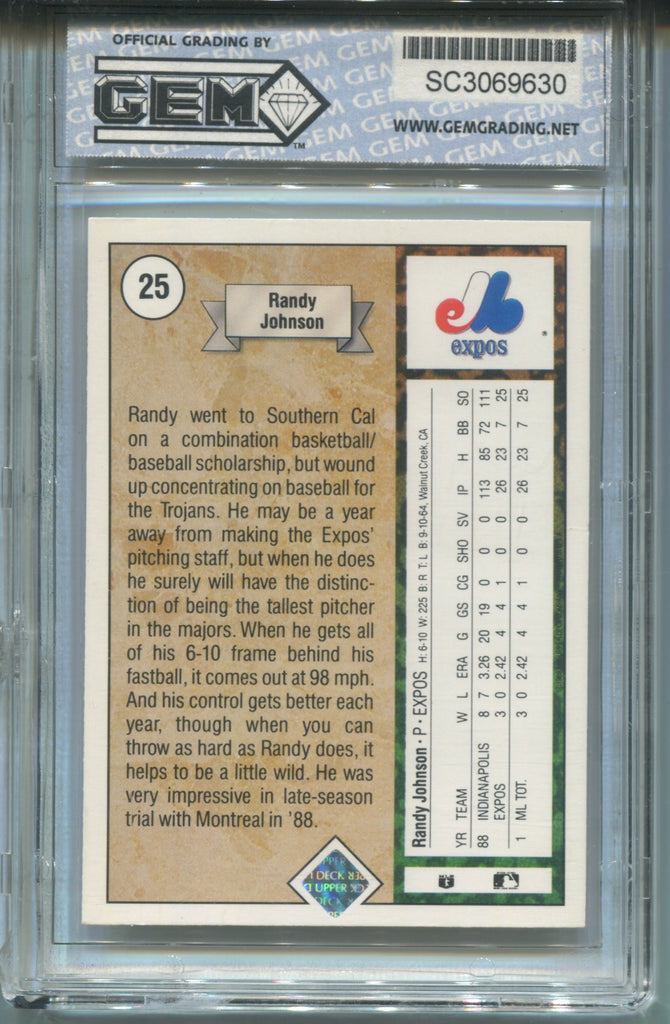 OFFICIAL GRADING BY
GEM
TM
SC3069630
WWW.GEMGRADING.NET
25
Randy
Johnson
Randy went to Southern Cal
on a combination basketball/
baseball scholarship, but wound
up concentrating on baseball for
the Trojans. He may be a year
away from making the Expos'
pitching staff, but when he does
he surely will have the distinc-
tion of being the tallest pitcher
in the majors. When he gets all
of his 6-10 frame behind his
fastball, it comes out at 98 mph.
And his control gets better each
year, though when you can
throw as hard as Randy does, it
helps to be a little wild. He was
very impressive in late-season
trial with Montreal in '88.
expos
Randy Johnson · P · EXPOS H: 6-10 W: 225 B: R T: L B: 9-10-64, Walnut Creek, CA
YR TEAM W L ERA G GS CG SHO SV IP H BB SO
88 INDIANAPOLIS 8 7 3.26 20 19 0 0 0 113 85 72 111
EXPOS 3 0 2.42 4 4 1 0 0 26 23 7 25
1 ML TOT. 3 0 2.42 4 4 1 0 0 26 23 7 25
UPPER
DECK
UPPER
DECK